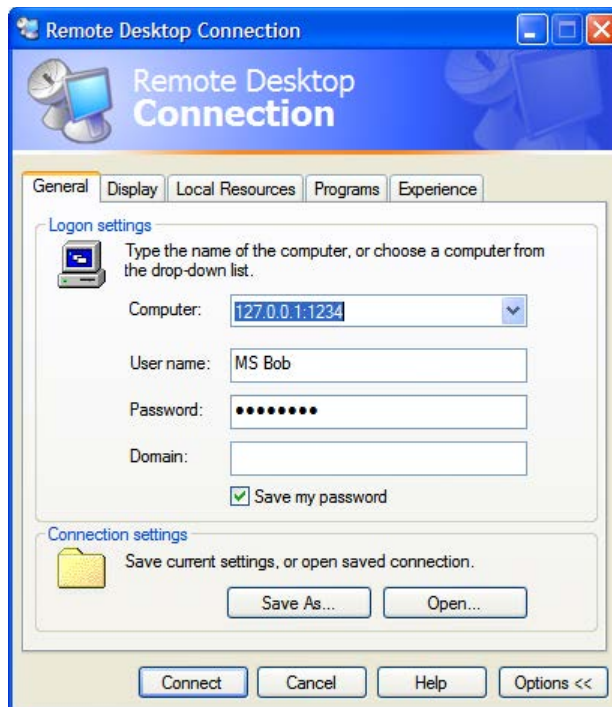 Remote Desktop Connection
Remote Desktop
Connection
General Display Local Resources Programs Experience
Logon settings
Type the name of the computer, or choose a computer from
the drop-down list.
Computer: 127.0.0.1:1234
User name: MS Bob
Password: ●●●●●●●●
Domain:
Save my password
Connection settings
Save current settings, or open saved connection.
Save As... Open...
Connect Cancel Help Options <<